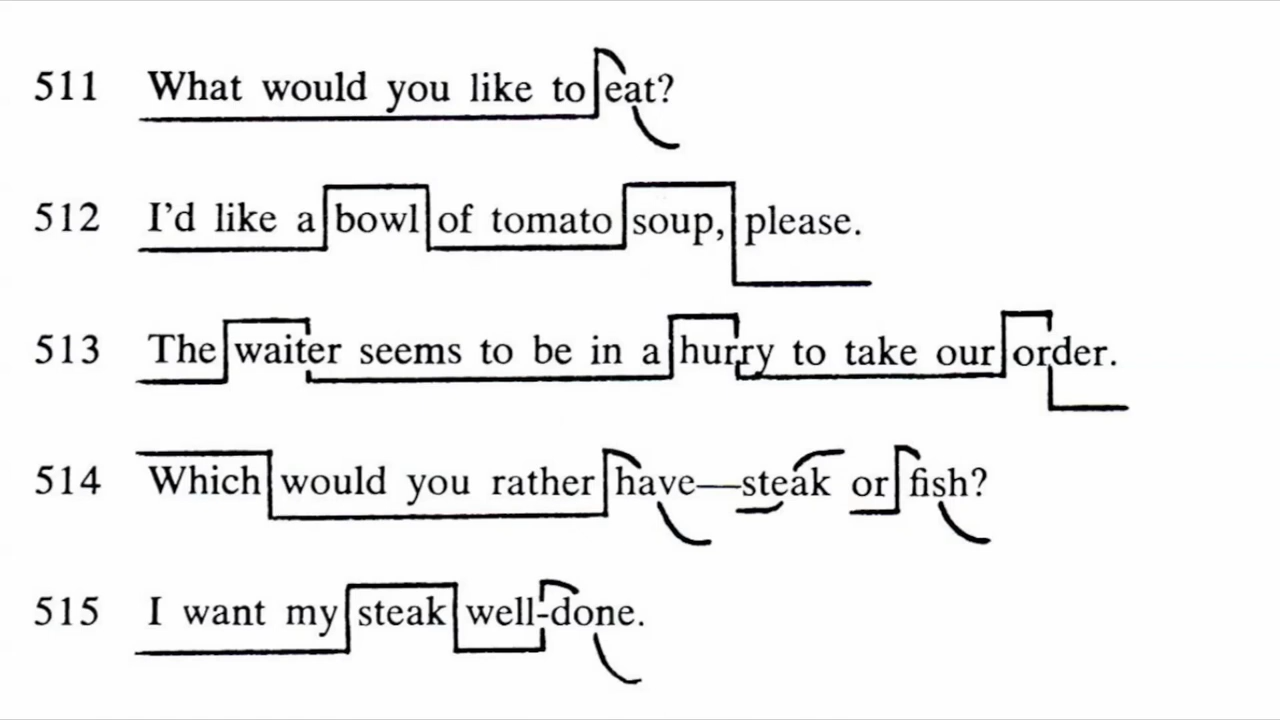 511 What would you like to eat?
512 I'd like a bowl of tomato soup, please.
513 The waiter seems to be in a hurry to take our order.
514 Which would you rather have—steak or fish?
515 I want my steak well-done.